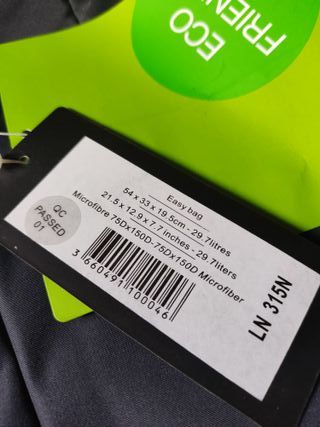 ECO
FRIEN
Easy bag
54 x 33 x 19.5cm - 29.7litres
21.5 x 12.9 x 7.7 inches - 29.7liters
Microfibre 75Dx150D-75Dx150D Microfiber
QC
PASSED
01
3 660491 100046
LN 315N